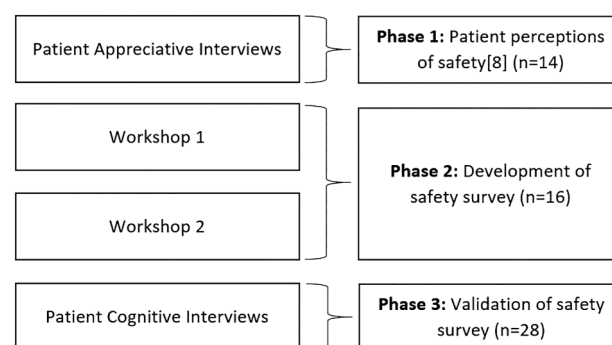 Patient Appreciative Interviews
Phase 1: Patient perceptions
of safety[8] (n=14)
Workshop 1
Workshop 2
Phase 2: Development of
safety survey (n=16)
Patient Cognitive Interviews
Phase 3: Validation of safety
survey (n=28)